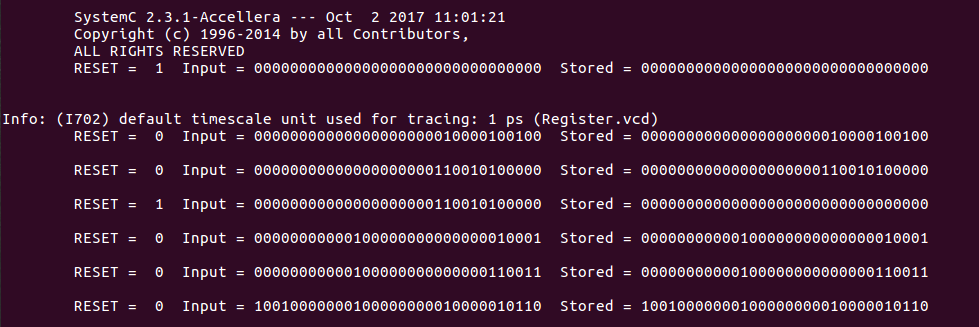 SystemC 2.3.1-Accellera --- Oct  2 2017 11:01:21
Copyright (c) 1996-2014 by all Contributors,
ALL RIGHTS RESERVED
RESET =  1  Input = 00000000000000000000000000000000  Stored = 00000000000000000000000000000000
Info: (I702) default timescale unit used for tracing: 1 ps (Register.vcd)
RESET =  0  Input = 00000000000000000000010000100100  Stored = 00000000000000000000010000100100
RESET =  0  Input = 00000000000000000000110010100000  Stored = 00000000000000000000110010100000
RESET =  1  Input = 00000000000000000000110010100000  Stored = 00000000000000000000000000000000
RESET =  0  Input = 00000000000100000000000000010001  Stored = 00000000000100000000000000010001
RESET =  0  Input = 00000000000100000000000000110011  Stored = 00000000000100000000000000110011
RESET =  0  Input = 10010000000100000000010000010110  Stored = 10010000000100000000010000010110